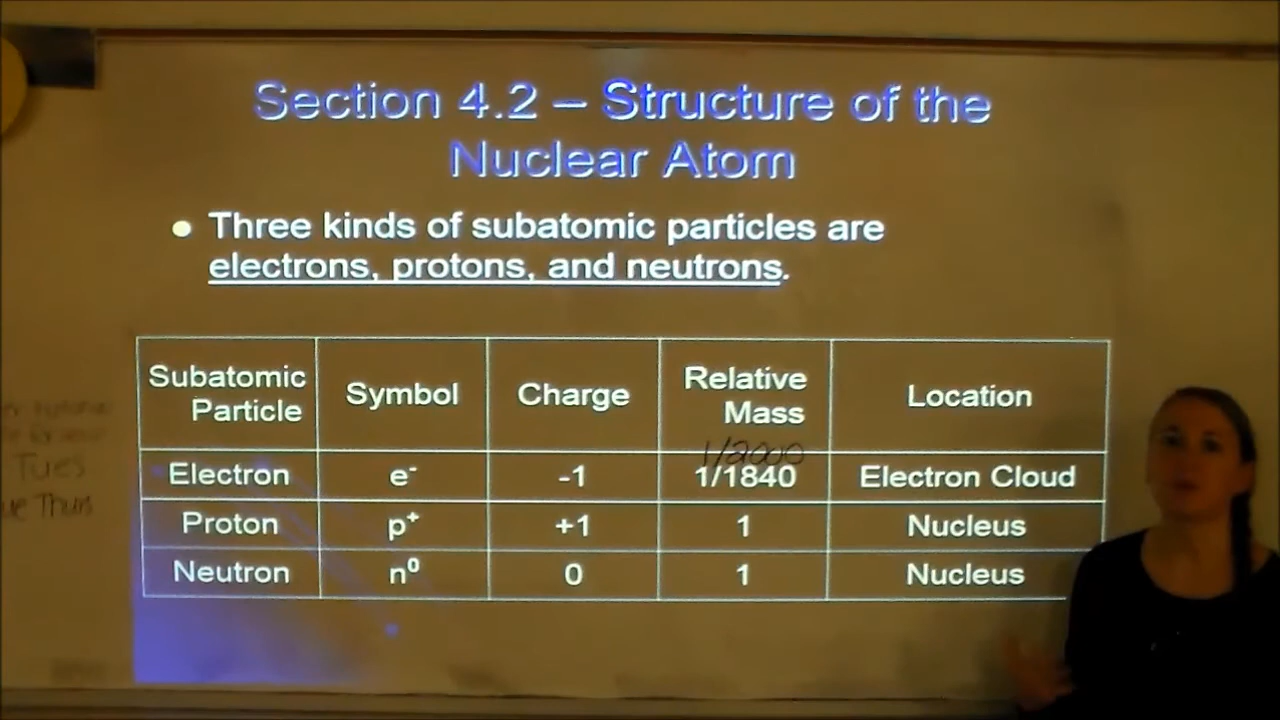 Section 4.2 – Structure of the
Nuclear Atom
• Three kinds of subatomic particles are
electrons, protons, and neutrons.
Subatomic Particle Symbol Charge Relative Mass Location
1/2000
Electron e⁻ -1 1/1840 Electron Cloud
Proton p⁺ +1 1 Nucleus
Neutron n⁰ 0 1 Nucleus
Tues
Thurs